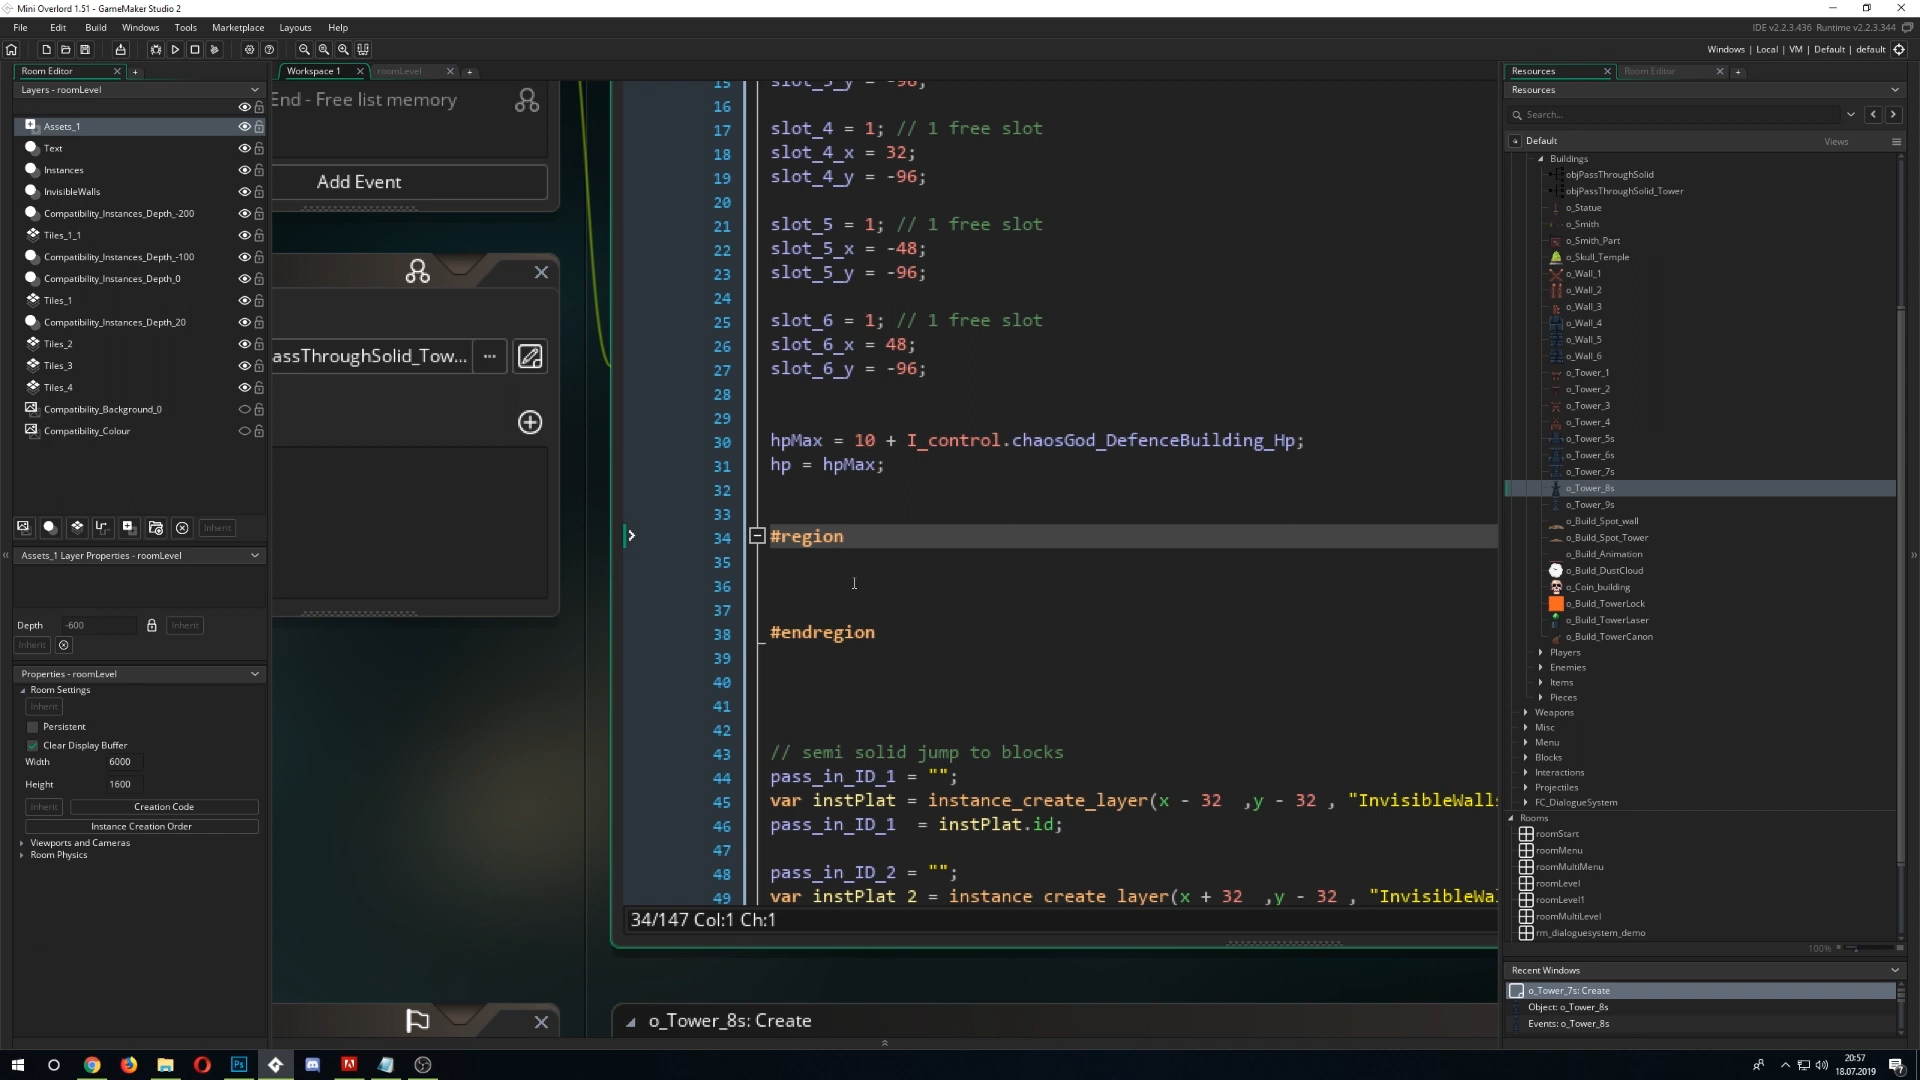 Mini Overlord 1.51 - GameMaker Studio 2
File Edit Build Windows Tools Marketplace Layouts Help
IDE v2.2.3.436 Runtime v2.2.3.344
Windows | Local | VM | Default | default
Room Editor
Layers - roomLevel
Assets_1
Text
Instances
InvisibleWalls
Compatibility_Instances_Depth_-200
Tiles_1_1
Compatibility_Instances_Depth_-100
Compatibility_Instances_Depth_0
Tiles_1
Compatibility_Instances_Depth_20
Tiles_2
Tiles_3
Tiles_4
Compatibility_Background_0
Compatibility_Colour
Inherit
Assets_1 Layer Properties - roomLevel
Depth -600 Inherit
Inherit
Properties - roomLevel
Room Settings
Inherit
Persistent
Clear Display Buffer
Width 6000
Height 1600
Inherit Creation Code
Instance Creation Order
Viewports and Cameras
Room Physics
Workspace 1 roomLevel
End - Free list memory
Add Event
assThroughSolid_Tow... ...
15 slot_3_y = -96;
16
17 slot_4 = 1; // 1 free slot
18 slot_4_x = 32;
19 slot_4_y = -96;
20
21 slot_5 = 1; // 1 free slot
22 slot_5_x = -48;
23 slot_5_y = -96;
24
25 slot_6 = 1; // 1 free slot
26 slot_6_x = 48;
27 slot_6_y = -96;
28
29
30 hpMax = 10 + I_control.chaosGod_DefenceBuilding_Hp;
31 hp = hpMax;
32
33
34 #region
35
36
37
38 #endregion
39
40
41
42
43 // semi solid jump to blocks
44 pass_in_ID_1 = "";
45 var instPlat = instance_create_layer(x - 32 ,y - 32 , "InvisibleWalls
46 pass_in_ID_1 = instPlat.id;
47
48 pass_in_ID_2 = "";
49 var instPlat_2 = instance_create_layer(x + 32 ,y - 32 , "InvisibleWa
34/147 Col:1 Ch:1
o_Tower_8s: Create
Resources Room Editor
Resources
Search...
Default Views
Buildings
objPassThroughSolid
objPassThroughSolid_Tower
o_Statue
o_Smith
o_Smith_Part
o_Skull_Temple
o_Wall_1
o_Wall_2
o_Wall_3
o_Wall_4
o_Wall_5
o_Wall_6
o_Tower_1
o_Tower_2
o_Tower_3
o_Tower_4
o_Tower_5s
o_Tower_6s
o_Tower_7s
o_Tower_8s
o_Tower_9s
o_Build_Spot_wall
o_Build_Spot_Tower
o_Build_Animation
o_Build_DustCloud
o_Coin_building
o_Build_TowerLock
o_Build_TowerLaser
o_Build_TowerCanon
Players
Enemies
Items
Pieces
Weapons
Misc
Menu
Blocks
Interactions
Projectiles
FC_DialogueSystem
Rooms
roomStart
roomMenu
roomMultiMenu
roomLevel
roomLevel1
roomMultiLevel
rm_dialoguesystem_demo
100%
Recent Windows
o_Tower_7s: Create
Object: o_Tower_8s
Events: o_Tower_8s
20:57
18.07.2019